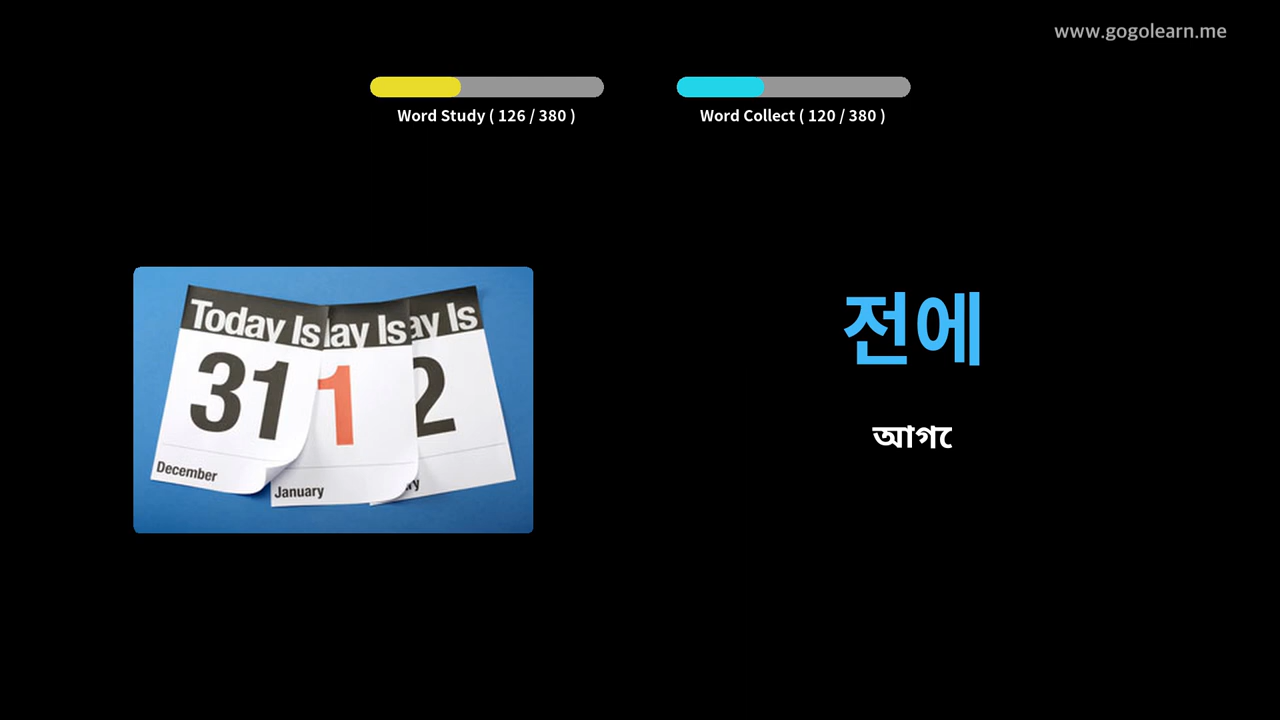 www.gogolearn.me
Word Study ( 126 / 380 )
Word Collect ( 120 / 380 )
Today Is
ay Is
ay Is
31
1
2
December
January
ry
전에
আগে